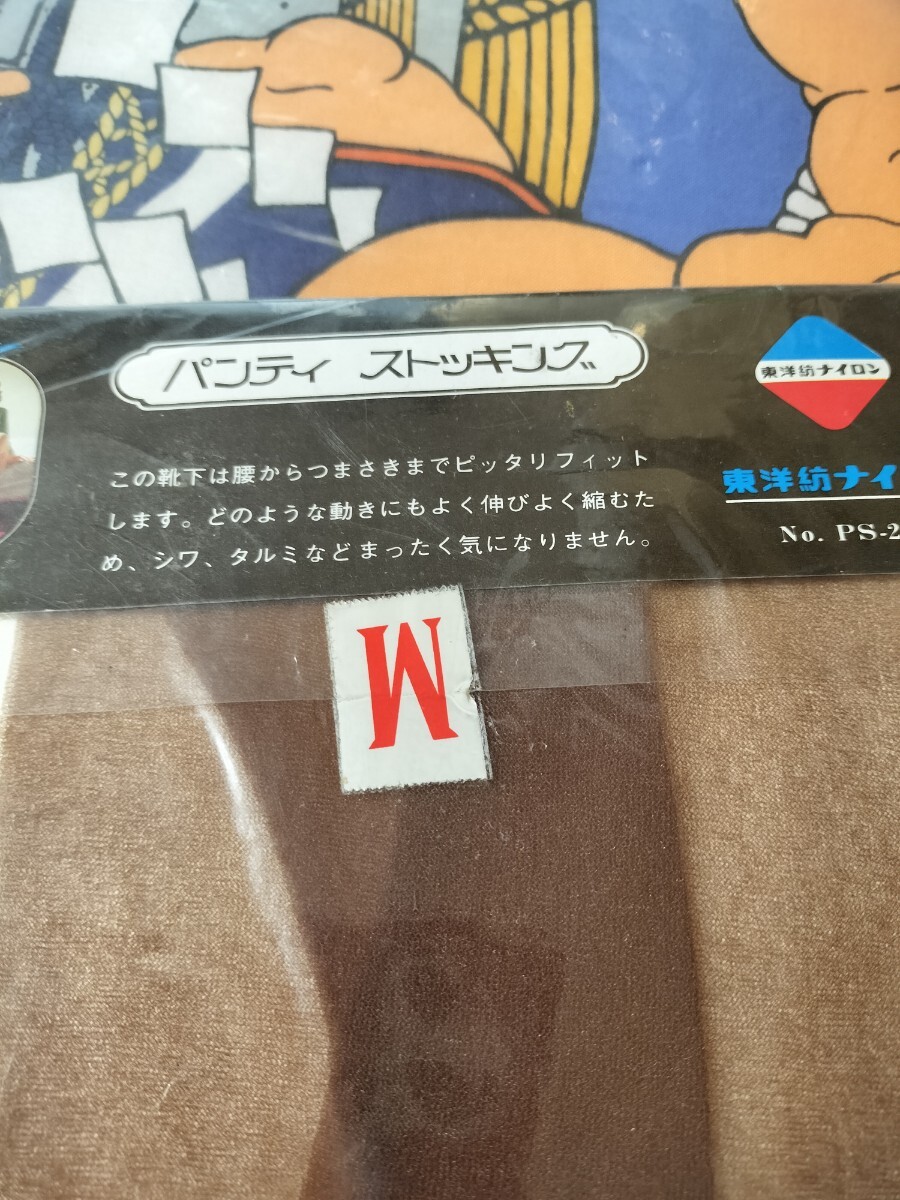 パンティ ストッキング
この靴下は腰からつまさきまでピッタリフィット
します。どのような動きにもよく伸びよく縮むた
め、シワ、タルミなどまったく気になりません。
東洋紡ナイロン
東洋紡ナイ
No. PS-2
M